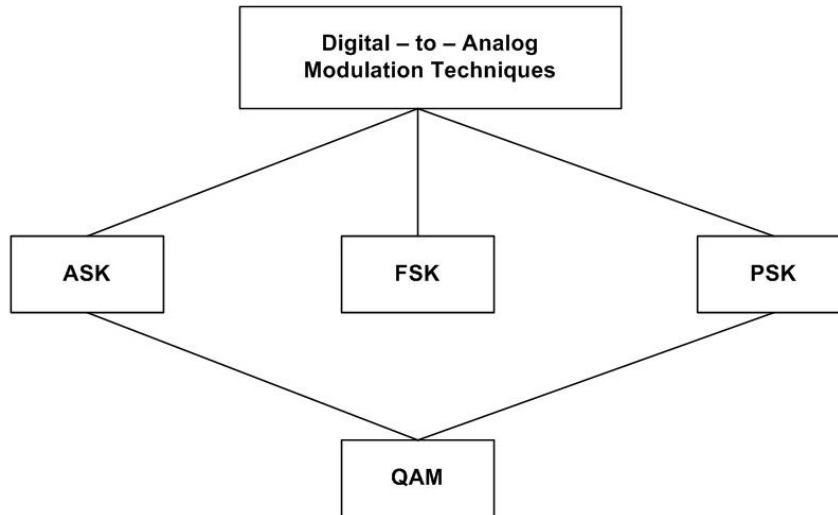 Digital – to – Analog
Modulation Techniques
ASK
FSK
PSK
QAM